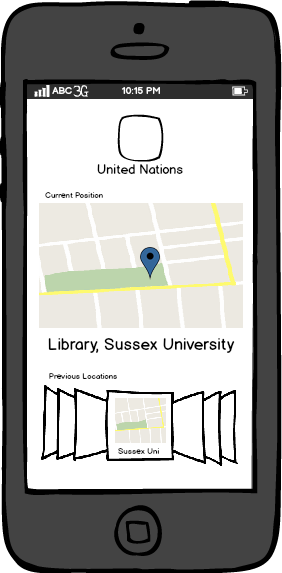 ABC 3G 10:15 PM
United Nations
Current Position
Library, Sussex University
Previous Locations
Sussex Uni